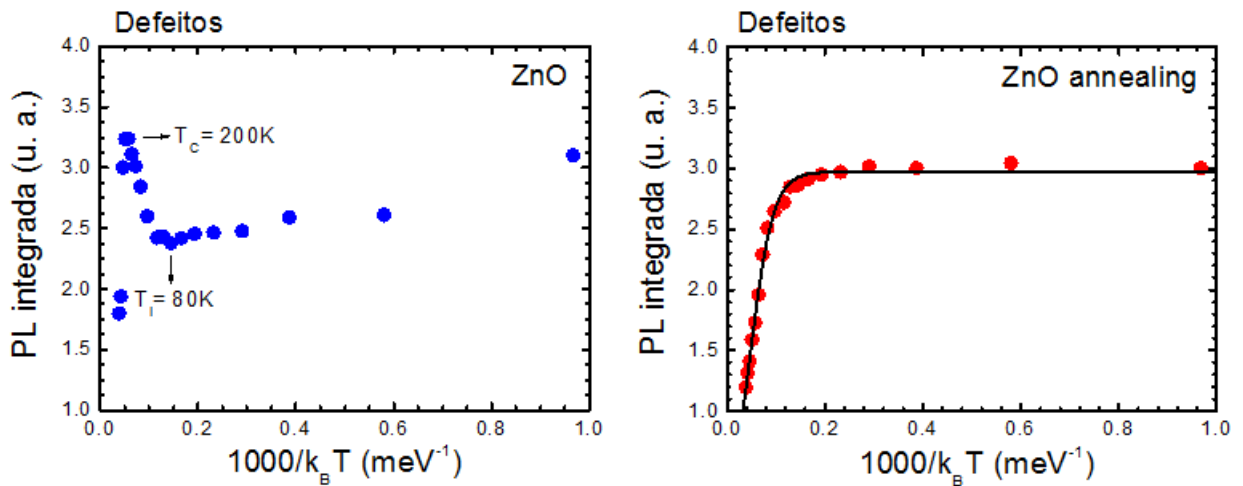 Defeitos
ZnO
T_C = 200K
T_I = 80K
PL integrada (u. a.)
4.0
3.5
3.0
2.5
2.0
1.5
1.0
0.0 0.2 0.4 0.6 0.8 1.0
1000/k_BT (meV⁻¹)
Defeitos
ZnO annealing
PL integrada (u. a.)
4.0
3.5
3.0
2.5
2.0
1.5
1.0
0.0 0.2 0.4 0.6 0.8 1.0
1000/k_BT (meV⁻¹)